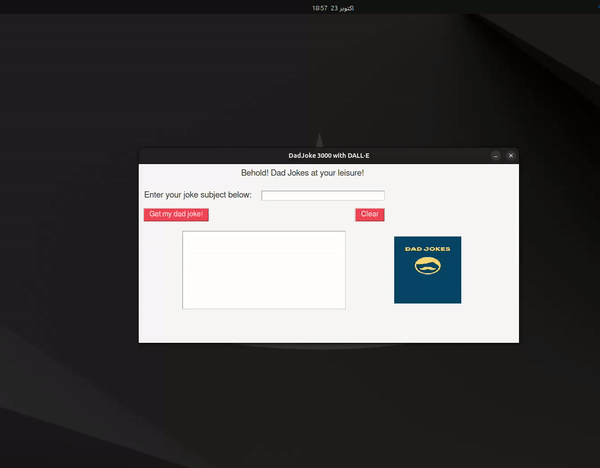 18:57 23 اکتوبر
DadJoke 3000 with DALL-E
Behold! Dad Jokes at your leisure!
Enter your joke subject below:
Get my dad joke!
Clear
DAD JOKES